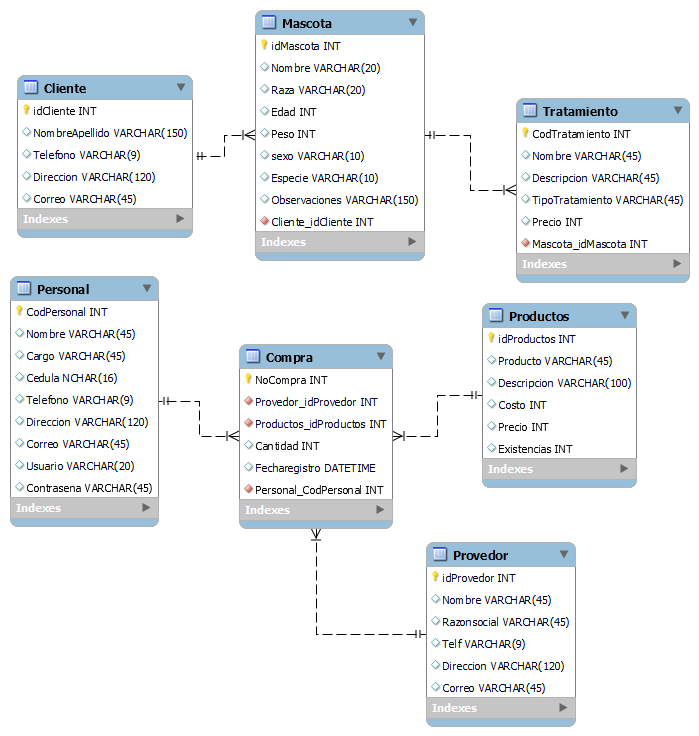 Mascota
idMascota INT
Nombre VARCHAR(20)
Raza VARCHAR(20)
Edad INT
Peso INT
sexo VARCHAR(10)
Especie VARCHAR(10)
Observaciones VARCHAR(150)
Cliente_idCliente INT
Indexes
Cliente
idCliente INT
NombreApellido VARCHAR(150)
Telefono VARCHAR(9)
Direccion VARCHAR(120)
Correo VARCHAR(45)
Indexes
Tratamiento
CodTratamiento INT
Nombre VARCHAR(45)
Descripcion VARCHAR(45)
TipoTratamiento VARCHAR(45)
Precio INT
Mascota_idMascota INT
Indexes
Personal
CodPersonal INT
Nombre VARCHAR(45)
Cargo VARCHAR(45)
Cedula NCHAR(16)
Telefono VARCHAR(9)
Direccion VARCHAR(120)
Correo VARCHAR(45)
Usuario VARCHAR(20)
Contrasena VARCHAR(45)
Indexes
Productos
idProductos INT
Producto VARCHAR(45)
Descripcion VARCHAR(100)
Costo INT
Precio INT
Existencias INT
Indexes
Compra
NoCompra INT
Provedor_idProvedor INT
Productos_idProductos INT
Cantidad INT
Fecharegistro DATETIME
Personal_CodPersonal INT
Indexes
Provedor
idProvedor INT
Nombre VARCHAR(45)
Razonsocial VARCHAR(45)
Telf VARCHAR(9)
Direccion VARCHAR(120)
Correo VARCHAR(45)
Indexes